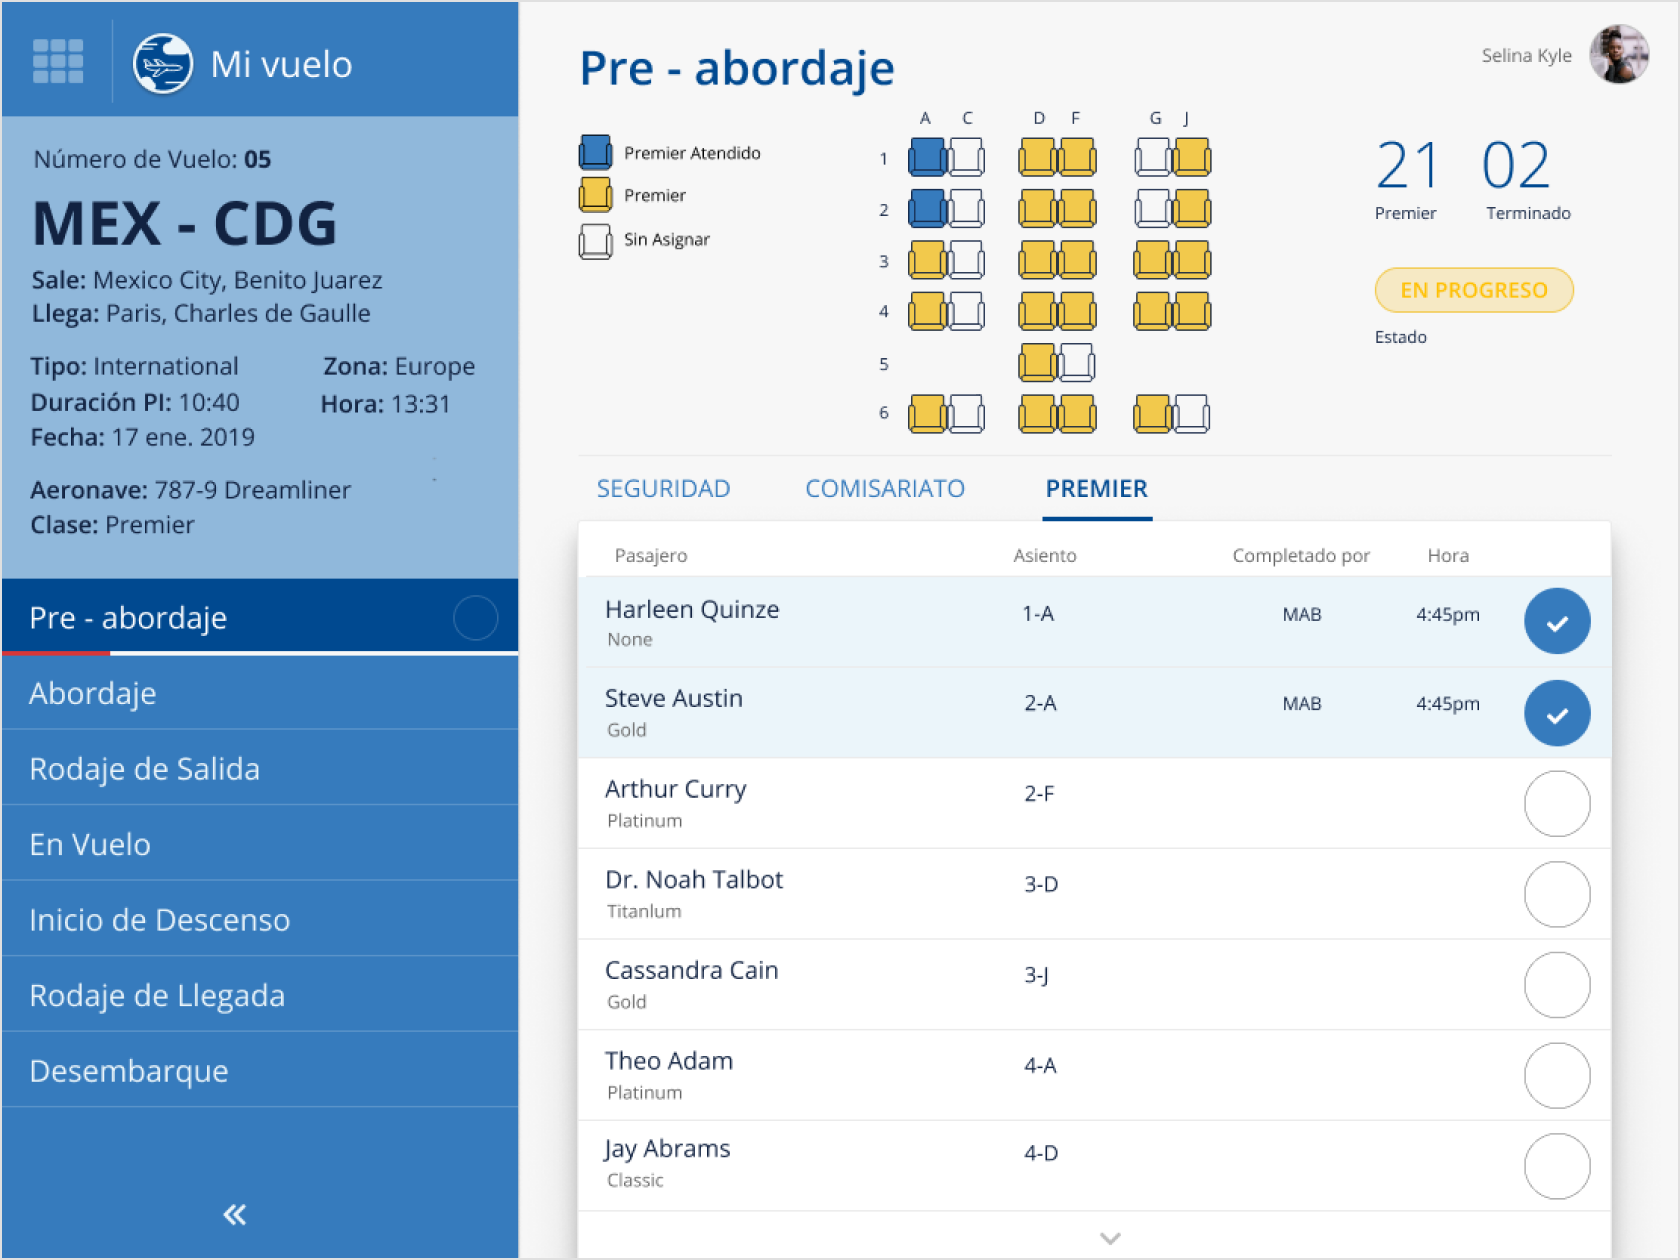 Mi vuelo
Número de Vuelo: 05
MEX - CDG
Sale: Mexico City, Benito Juarez
Llega: Paris, Charles de Gaulle
Tipo: International
Zona: Europe
Duración PI: 10:40
Hora: 13:31
Fecha: 17 ene. 2019
Aeronave: 787-9 Dreamliner
Clase: Premier
Pre - abordaje
Abordaje
Rodaje de Salida
En Vuelo
Inicio de Descenso
Rodaje de Llegada
Desembarque
Pre - abordaje
Selina Kyle
Premier Atendido
Premier
Sin Asignar
A C D F G J
1
2
3
4
5
6
21 02
Premier Terminado
EN PROGRESO
Estado
SEGURIDAD COMISARIATO PREMIER
Pasajero Asiento Completado por Hora
Harleen Quinze 1-A MAB 4:45pm
None
Steve Austin 2-A MAB 4:45pm
Gold
Arthur Curry 2-F
Platinum
Dr. Noah Talbot 3-D
Titanlum
Cassandra Cain 3-J
Gold
Theo Adam 4-A
Platinum
Jay Abrams 4-D
Classic